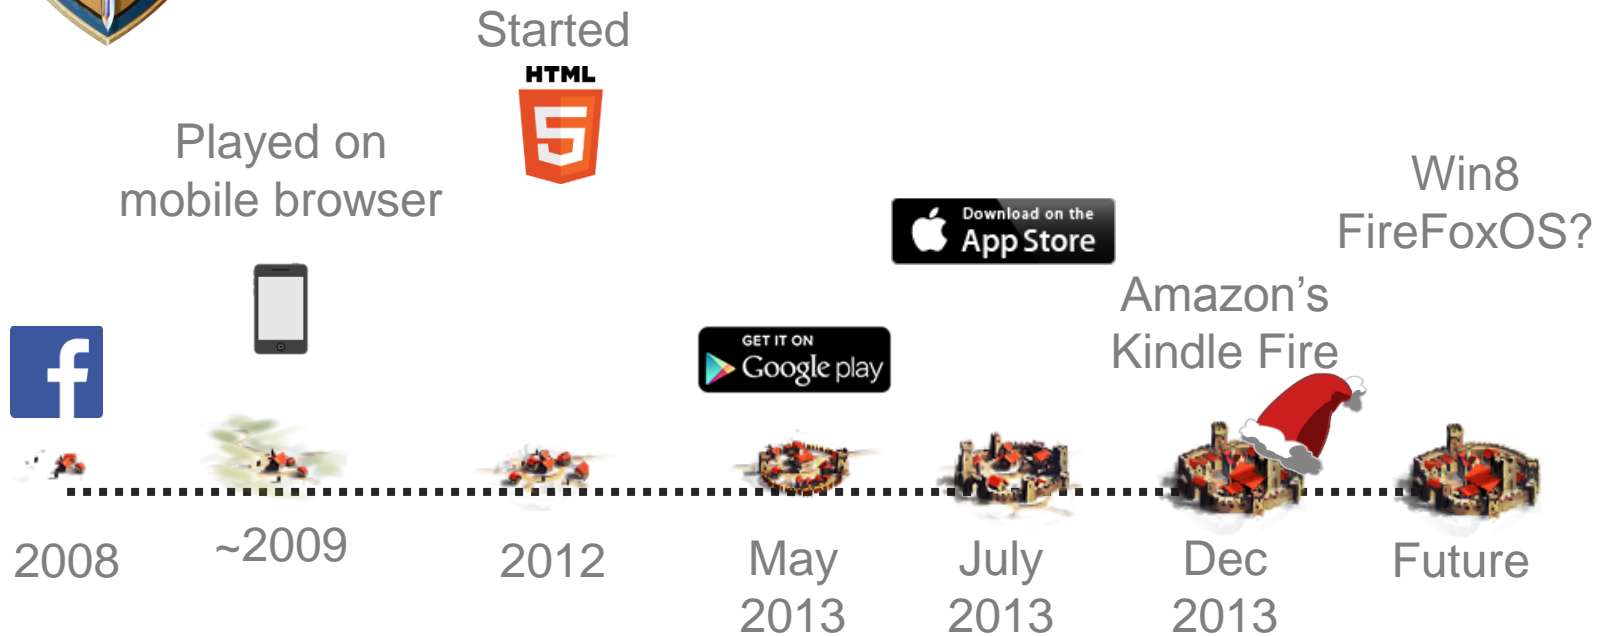 Started
HTML
5
Played on
mobile browser
Win8
FireFoxOS?
Download on the
App Store
Amazon’s
Kindle Fire
GET IT ON
Google play
f
2008
~2009
2012
May
2013
July
2013
Dec
2013
Future